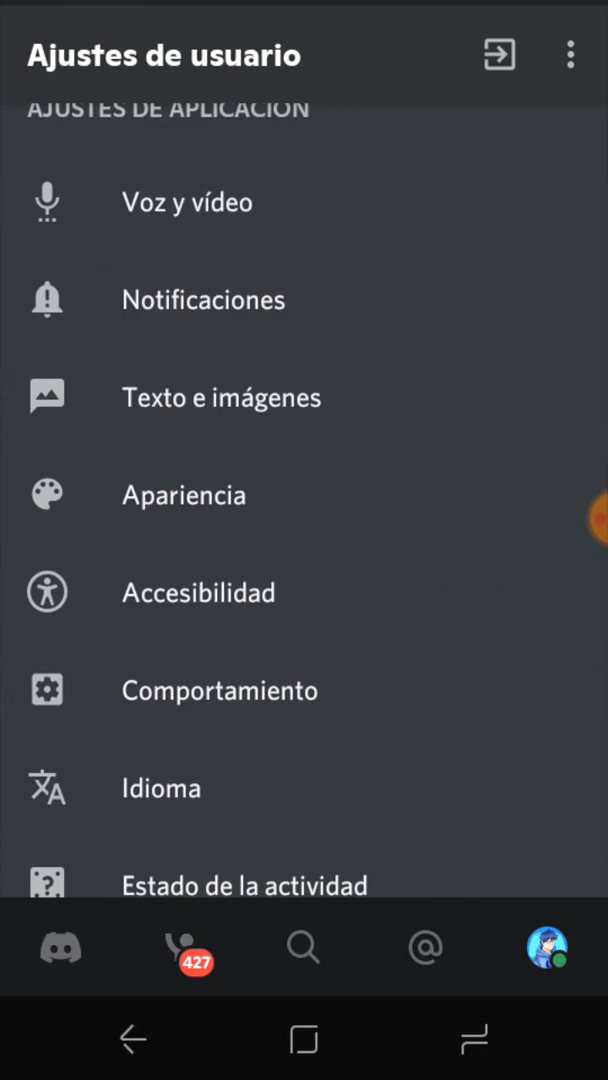 Ajustes de usuario
AJUSTES DE APLICACIÓN
Voz y vídeo
Notificaciones
Texto e imágenes
Apariencia
Accesibilidad
Comportamiento
Idioma
Estado de la actividad
427